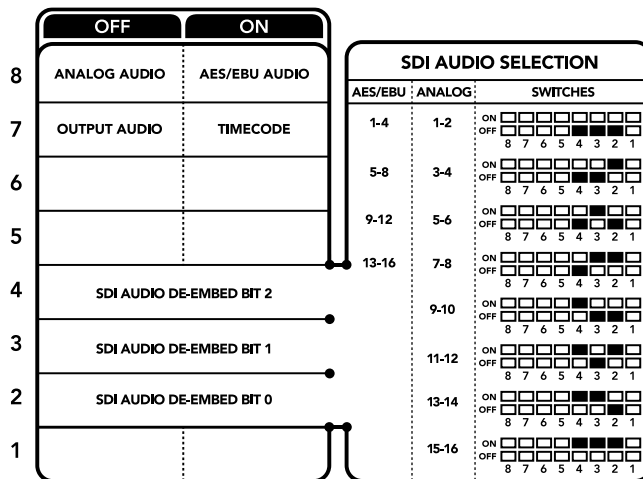 OFF ON
8 ANALOG AUDIO AES/EBU AUDIO
7 OUTPUT AUDIO TIMECODE
6
5
4 SDI AUDIO DE-EMBED BIT 2
3 SDI AUDIO DE-EMBED BIT 1
2 SDI AUDIO DE-EMBED BIT 0
1
SDI AUDIO SELECTION
AES/EBU ANALOG SWITCHES
1-4 1-2 ON
OFF
8 7 6 5 4 3 2 1
5-8 3-4 ON
OFF
8 7 6 5 4 3 2 1
9-12 5-6 ON
OFF
8 7 6 5 4 3 2 1
13-16 7-8 ON
OFF
8 7 6 5 4 3 2 1
9-10 ON
OFF
8 7 6 5 4 3 2 1
11-12 ON
OFF
8 7 6 5 4 3 2 1
13-14 ON
OFF
8 7 6 5 4 3 2 1
15-16 ON
OFF
8 7 6 5 4 3 2 1